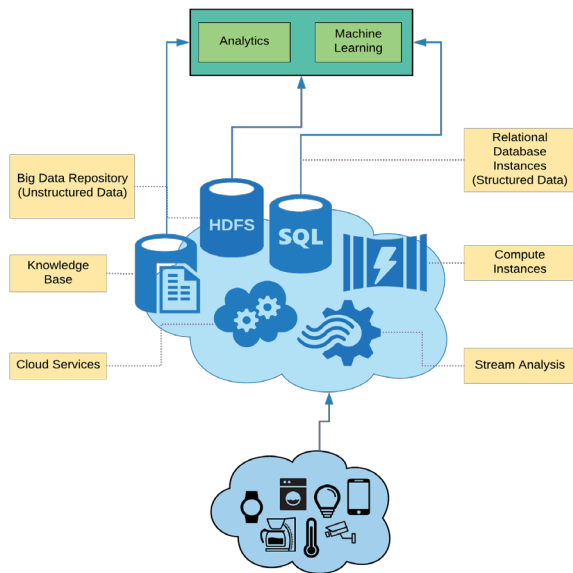 Analytics
Machine
Learning
Big Data Repository
(Unstructured Data)
Relational
Database
Instances
(Structured Data)
HDFS
SQL
Knowledge
Base
Compute
Instances
Cloud Services
Stream Analysis